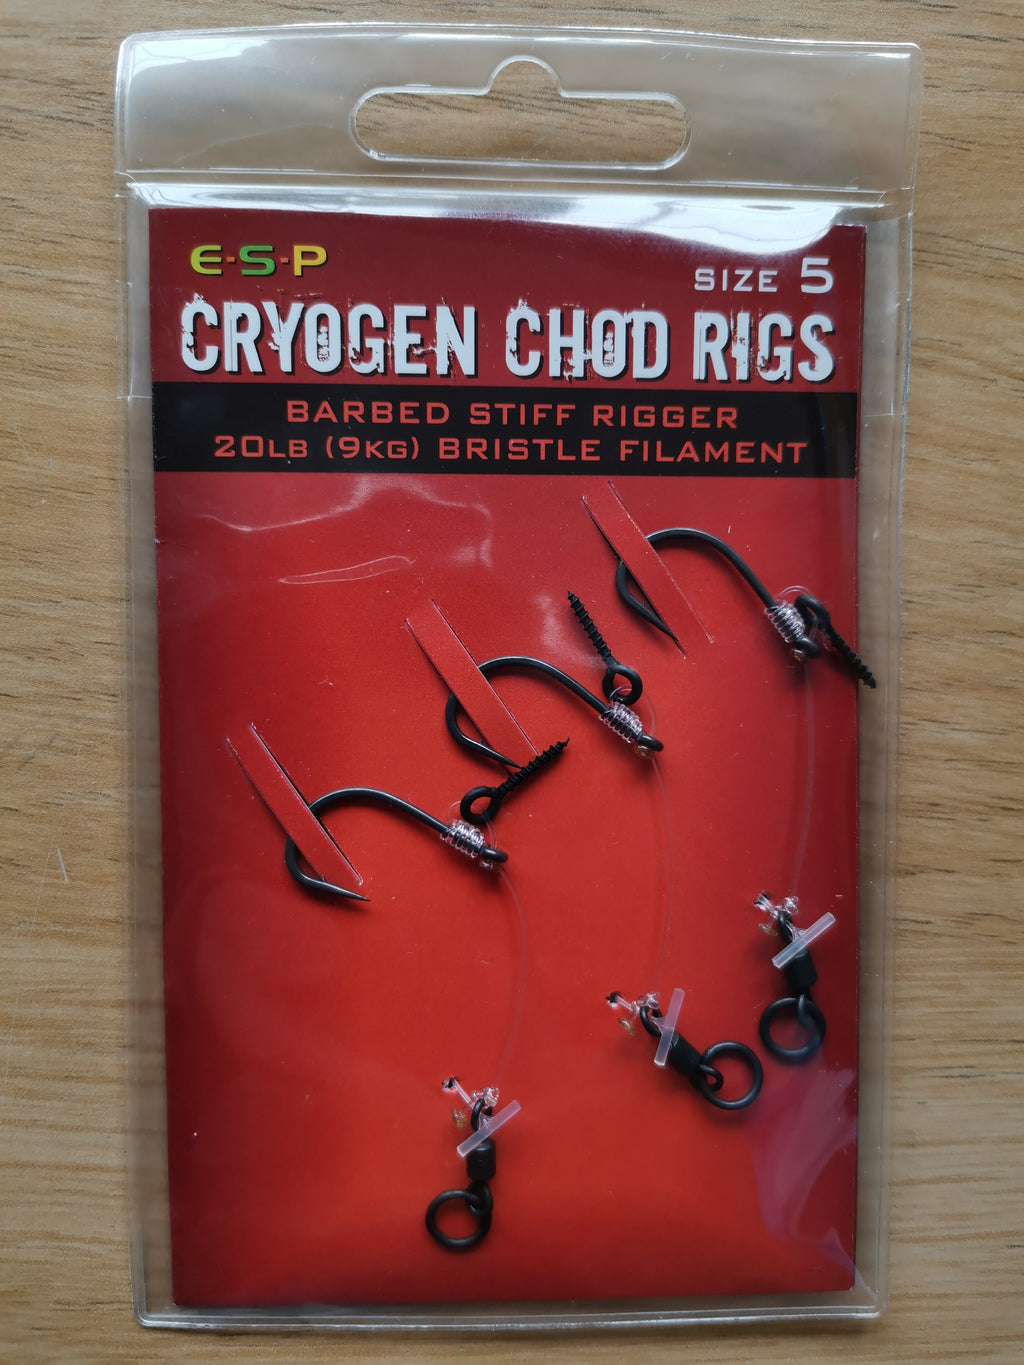 E·S·P
SIZE 5
CRYOGEN CHOD RIGS
BARBED STIFF RIGGER
20LB (9KG) BRISTLE FILAMENT